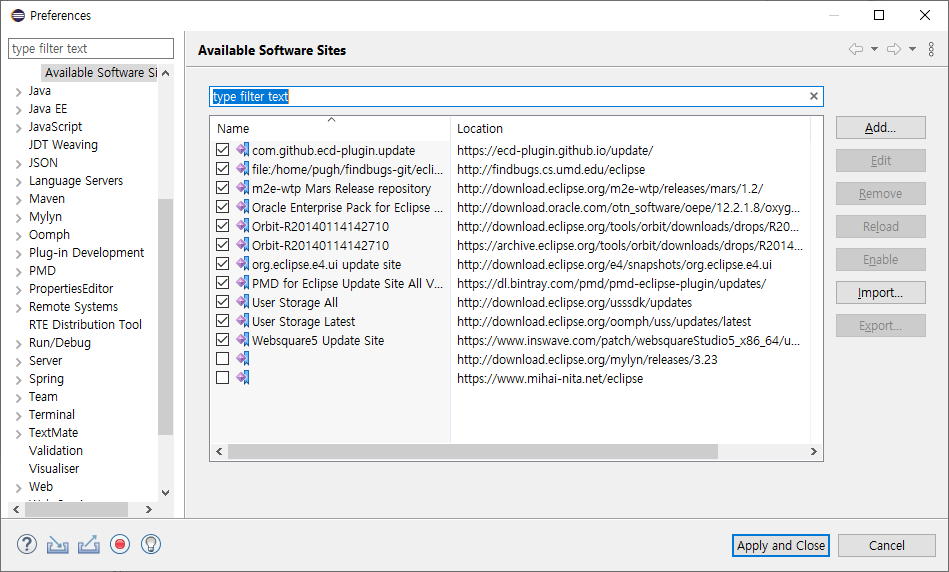 Preferences
type filter text
Available Software Si
Java
Java EE
JavaScript
JDT Weaving
JSON
Language Servers
Maven
Mylyn
Oomph
Plug-in Development
PMD
PropertiesEditor
Remote Systems
RTE Distribution Tool
Run/Debug
Server
Spring
Team
Terminal
TextMate
Validation
Visualiser
Web
Available Software Sites
type filter text
Name Location
com.github.ecd-plugin.update https://ecd-plugin.github.io/update/
file:/home/pugh/findbugs-git/ecli... http://findbugs.cs.umd.edu/eclipse
m2e-wtp Mars Release repository http://download.eclipse.org/m2e-wtp/releases/mars/1.2/
Oracle Enterprise Pack for Eclipse ... http://download.oracle.com/otn_software/oepe/12.2.1.8/oxyg...
Orbit-R20140114142710 http://download.eclipse.org/tools/orbit/downloads/drops/R20...
Orbit-R20140114142710 https://archive.eclipse.org/tools/orbit/downloads/drops/R2014...
org.eclipse.e4.ui update site http://download.eclipse.org/e4/snapshots/org.eclipse.e4.ui
PMD for Eclipse Update Site All V... https://dl.bintray.com/pmd/pmd-eclipse-plugin/updates/
User Storage All http://download.eclipse.org/usssdk/updates
User Storage Latest http://download.eclipse.org/oomph/uss/updates/latest
Websquare5 Update Site https://www.inswave.com/patch/websquareStudio5_x86_64/u...
http://download.eclipse.org/mylyn/releases/3.23
https://www.mihai-nita.net/eclipse
Add...
Edit
Remove
Reload
Enable
Import...
Export...
Apply and Close
Cancel